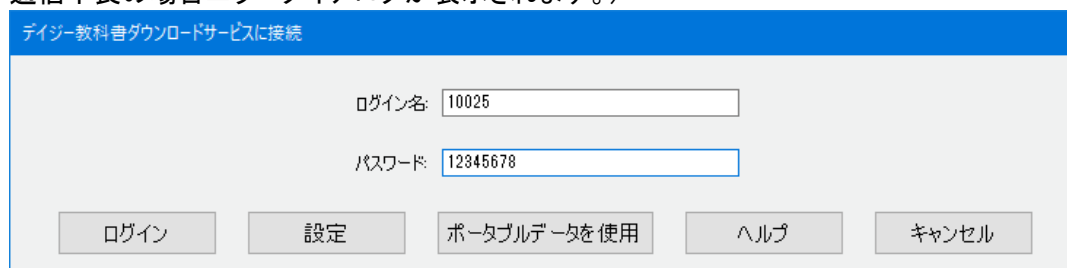 デイジー教科書ダウンロードサービスに接続
ログイン名: 10025
パスワード: 12345678
ログイン 設定 ポータブルデータを使用 ヘルプ キャンセル